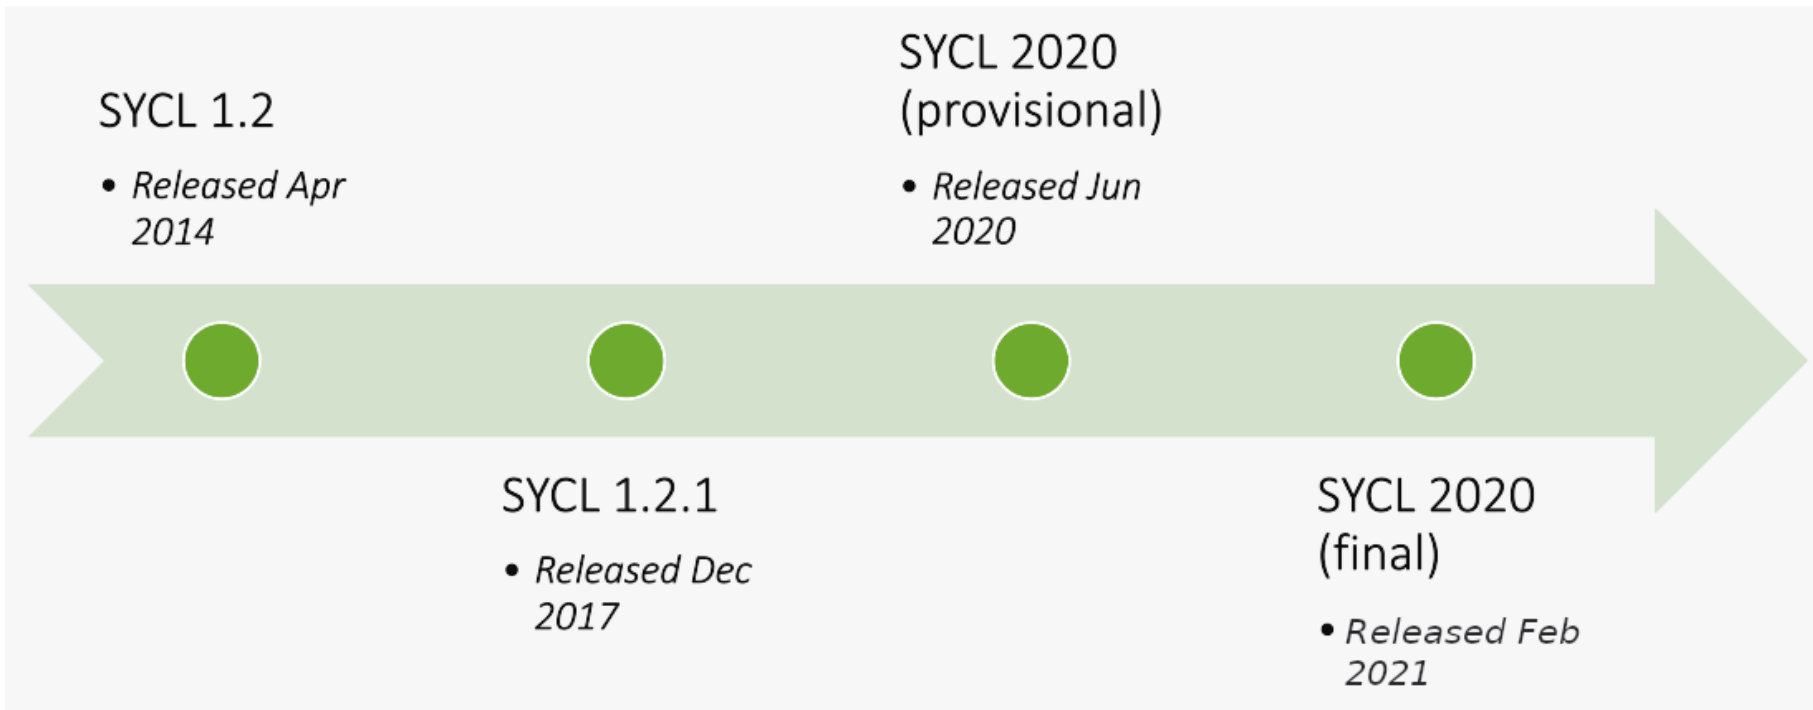 SYCL 1.2
• Released Apr
2014
SYCL 1.2.1
• Released Dec
2017
SYCL 2020
(provisional)
• Released Jun
2020
SYCL 2020
(final)
• Released Feb
2021